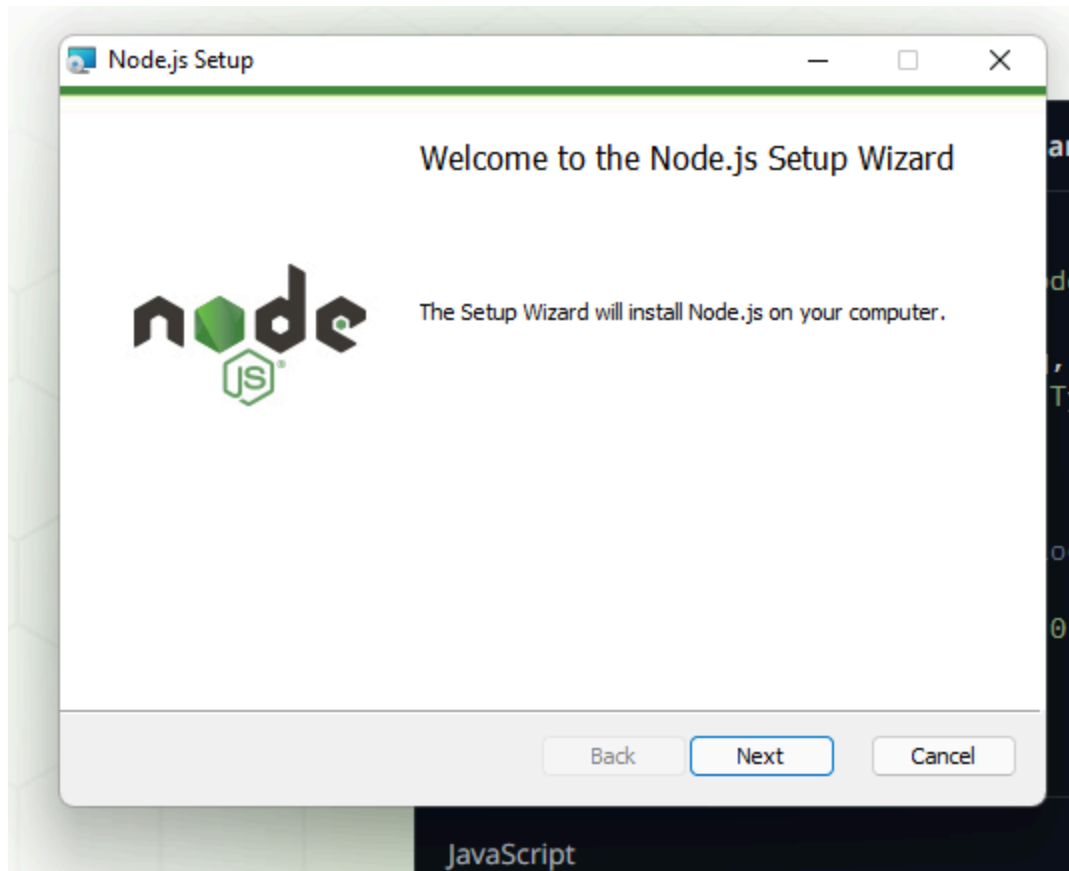 Node.js Setup
Welcome to the Node.js Setup Wizard
node
JS
The Setup Wizard will install Node.js on your computer.
Back
Next
Cancel
JavaScript